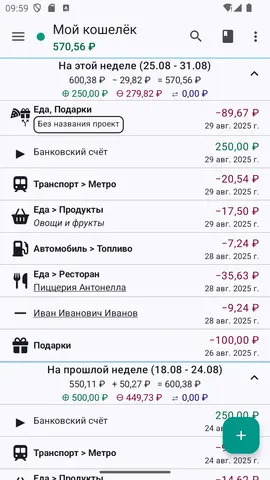 09:59
Мой кошелёк
570,56 ₽
На этой неделе (25.08 - 31.08)
600,38 ₽ − 29,82 ₽ = 570,56 ₽
⊕ 250,00 ₽ ⊖ 279,82 ₽ ⇄ 0,00 ₽
Еда, Подарки −89,67 ₽
Без названия проект 29 авг. 2025 г.
Банковский счёт 250,00 ₽
29 авг. 2025 г.
Транспорт > Метро −20,54 ₽
29 авг. 2025 г.
Еда > Продукты −17,50 ₽
Овощи и фрукты 29 авг. 2025 г.
Автомобиль > Топливо −7,24 ₽
28 авг. 2025 г.
Еда > Ресторан −35,63 ₽
Пиццерия Антонелла 28 авг. 2025 г.
Иван Иванович Иванов −9,24 ₽
28 авг. 2025 г.
Подарки −100,00 ₽
26 авг. 2025 г.
На прошлой неделе (18.08 - 24.08)
550,11 ₽ + 50,27 ₽ = 600,38 ₽
⊕ 500,00 ₽ ⊖ 449,73 ₽ ⇄ 0,00 ₽
Банковский счёт 250,00 ₽
24 авг.
Транспорт > Метро
24 авг. 2025 г.
Еда > Продукты −14,62 ₽